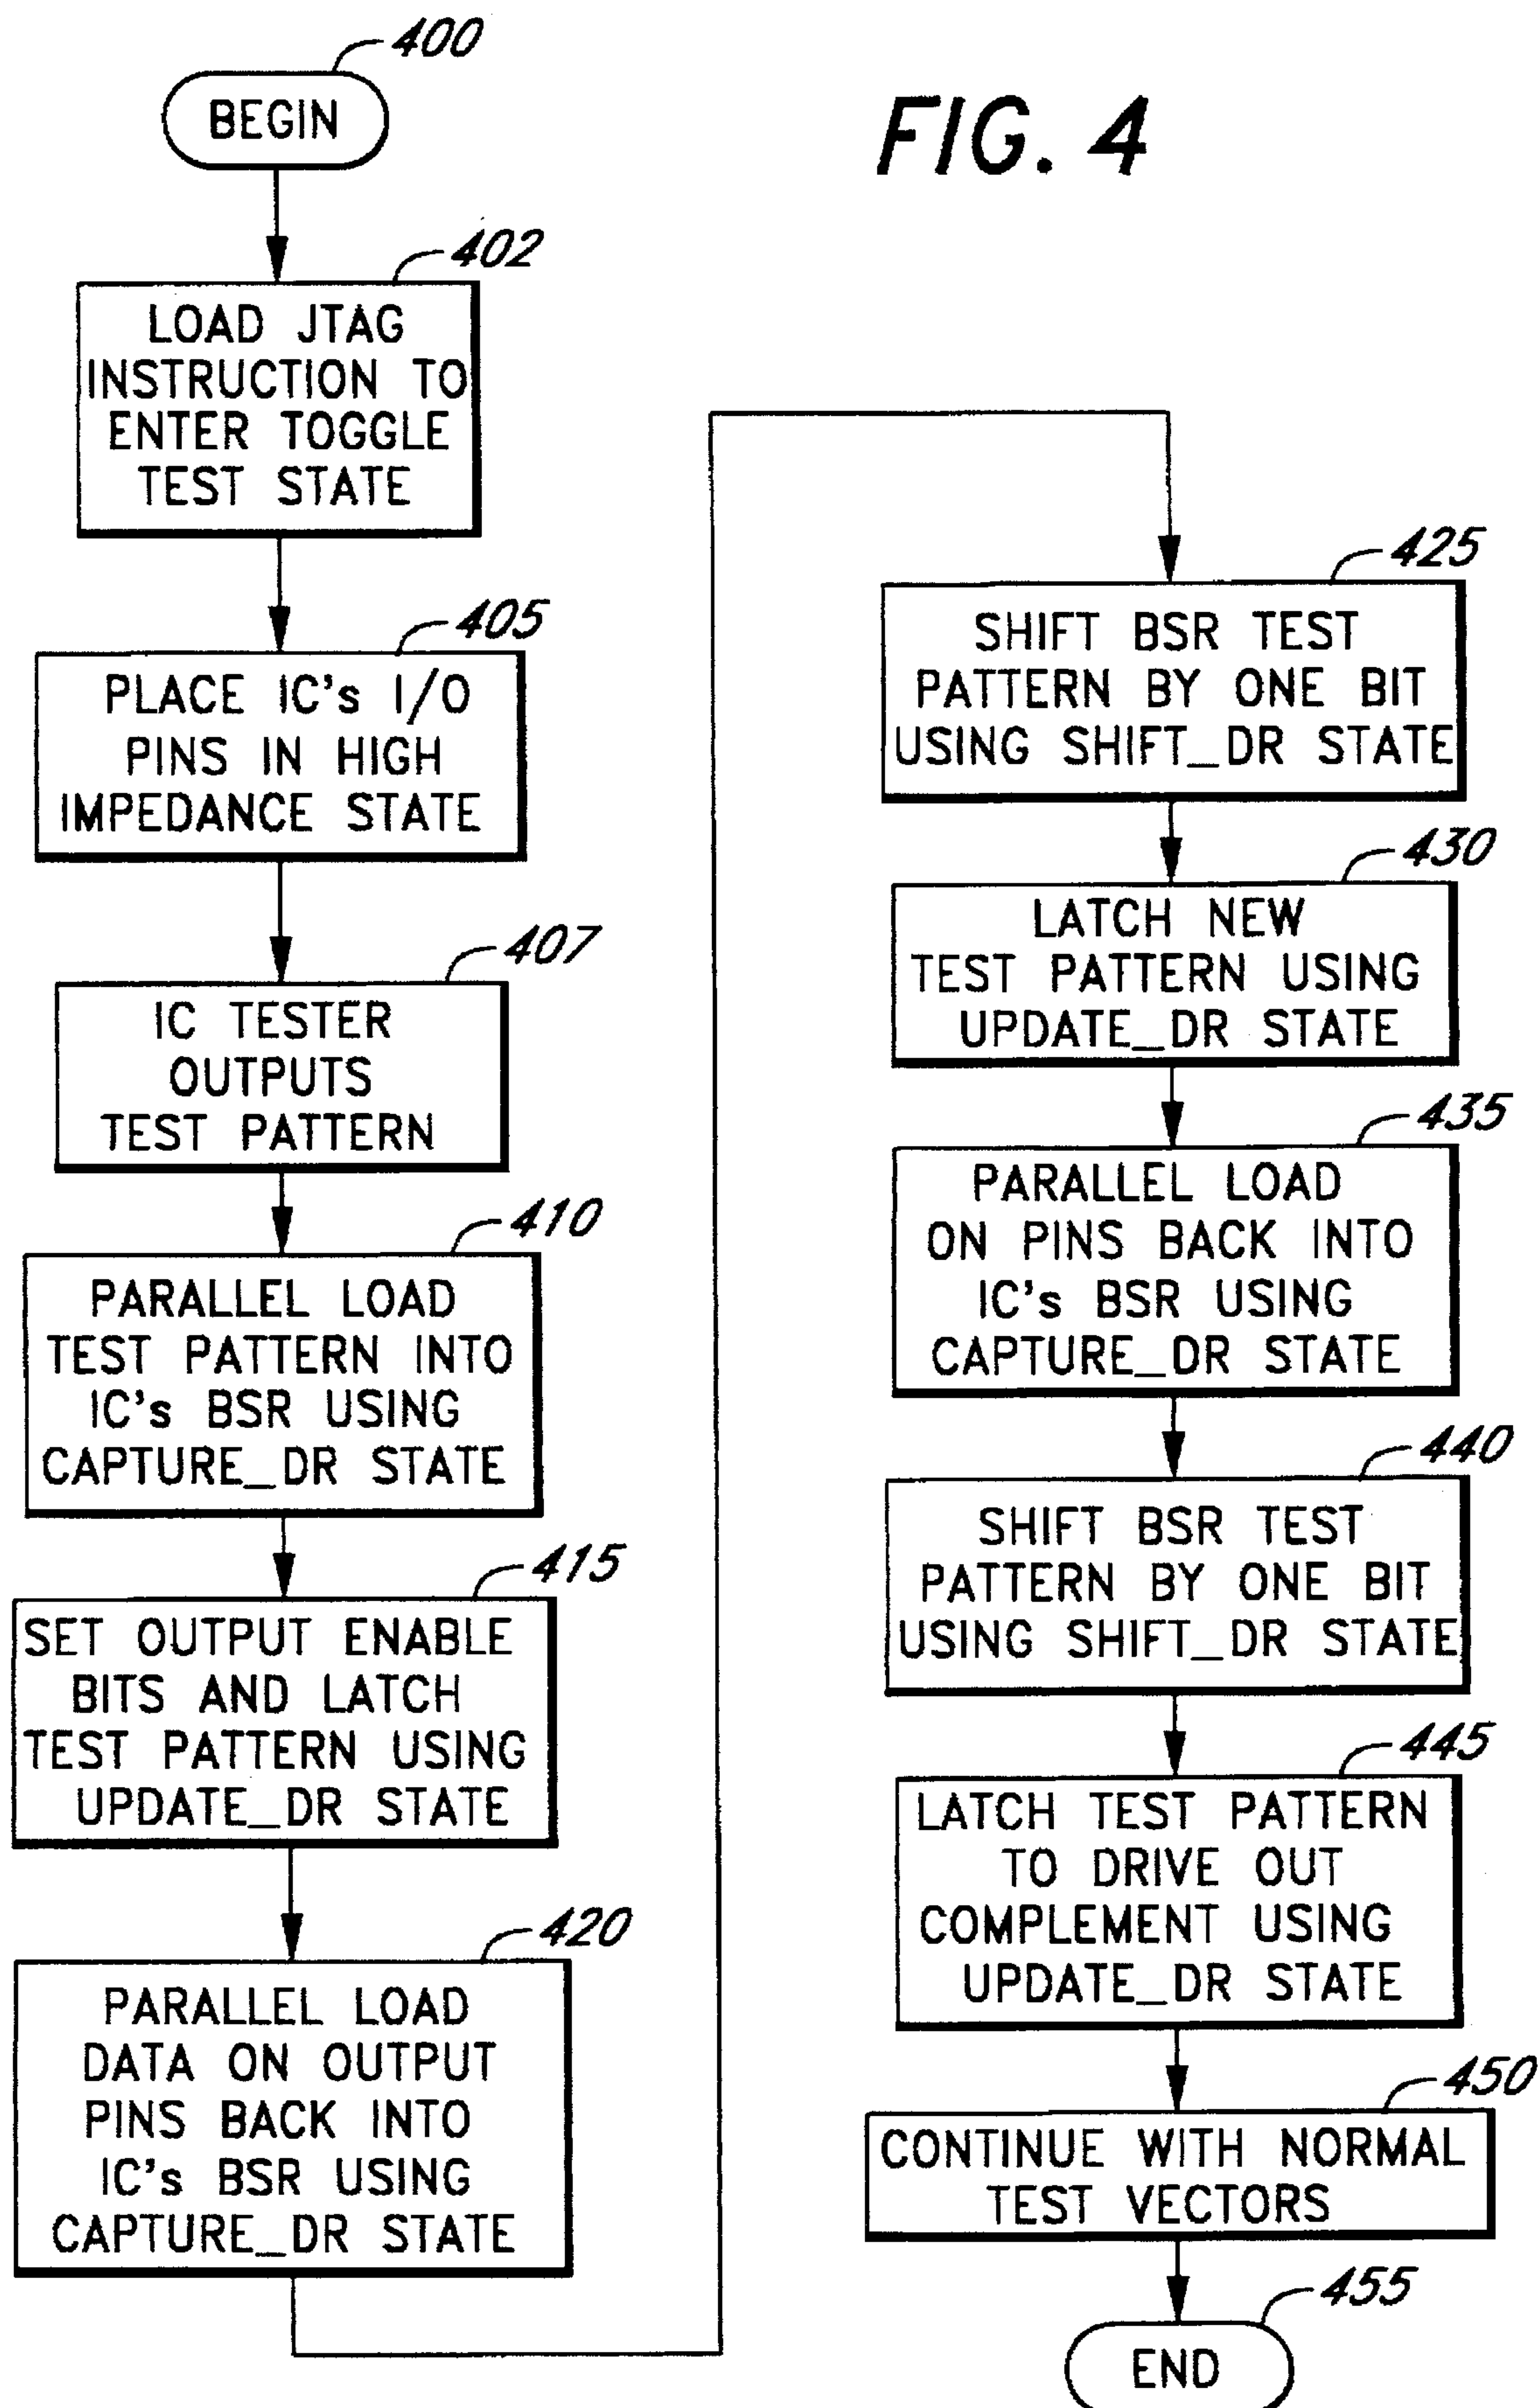 400
BEGIN
FIG. 4
402
LOAD JTAG
INSTRUCTION TO
ENTER TOGGLE
TEST STATE
405
PLACE IC's I/O
PINS IN HIGH
IMPEDANCE STATE
407
IC TESTER
OUTPUTS
TEST PATTERN
410
PARALLEL LOAD
TEST PATTERN INTO
IC's BSR USING
CAPTURE_DR STATE
415
SET OUTPUT ENABLE
BITS AND LATCH
TEST PATTERN USING
UPDATE_DR STATE
420
PARALLEL LOAD
DATA ON OUTPUT
PINS BACK INTO
IC's BSR USING
CAPTURE_DR STATE
425
SHIFT BSR TEST
PATTERN BY ONE BIT
USING SHIFT_DR STATE
430
LATCH NEW
TEST PATTERN USING
UPDATE_DR STATE
435
PARALLEL LOAD
ON PINS BACK INTO
IC's BSR USING
CAPTURE_DR STATE
440
SHIFT BSR TEST
PATTERN BY ONE BIT
USING SHIFT_DR STATE
445
LATCH TEST PATTERN
TO DRIVE OUT
COMPLEMENT USING
UPDATE_DR STATE
450
CONTINUE WITH NORMAL
TEST VECTORS
455
END